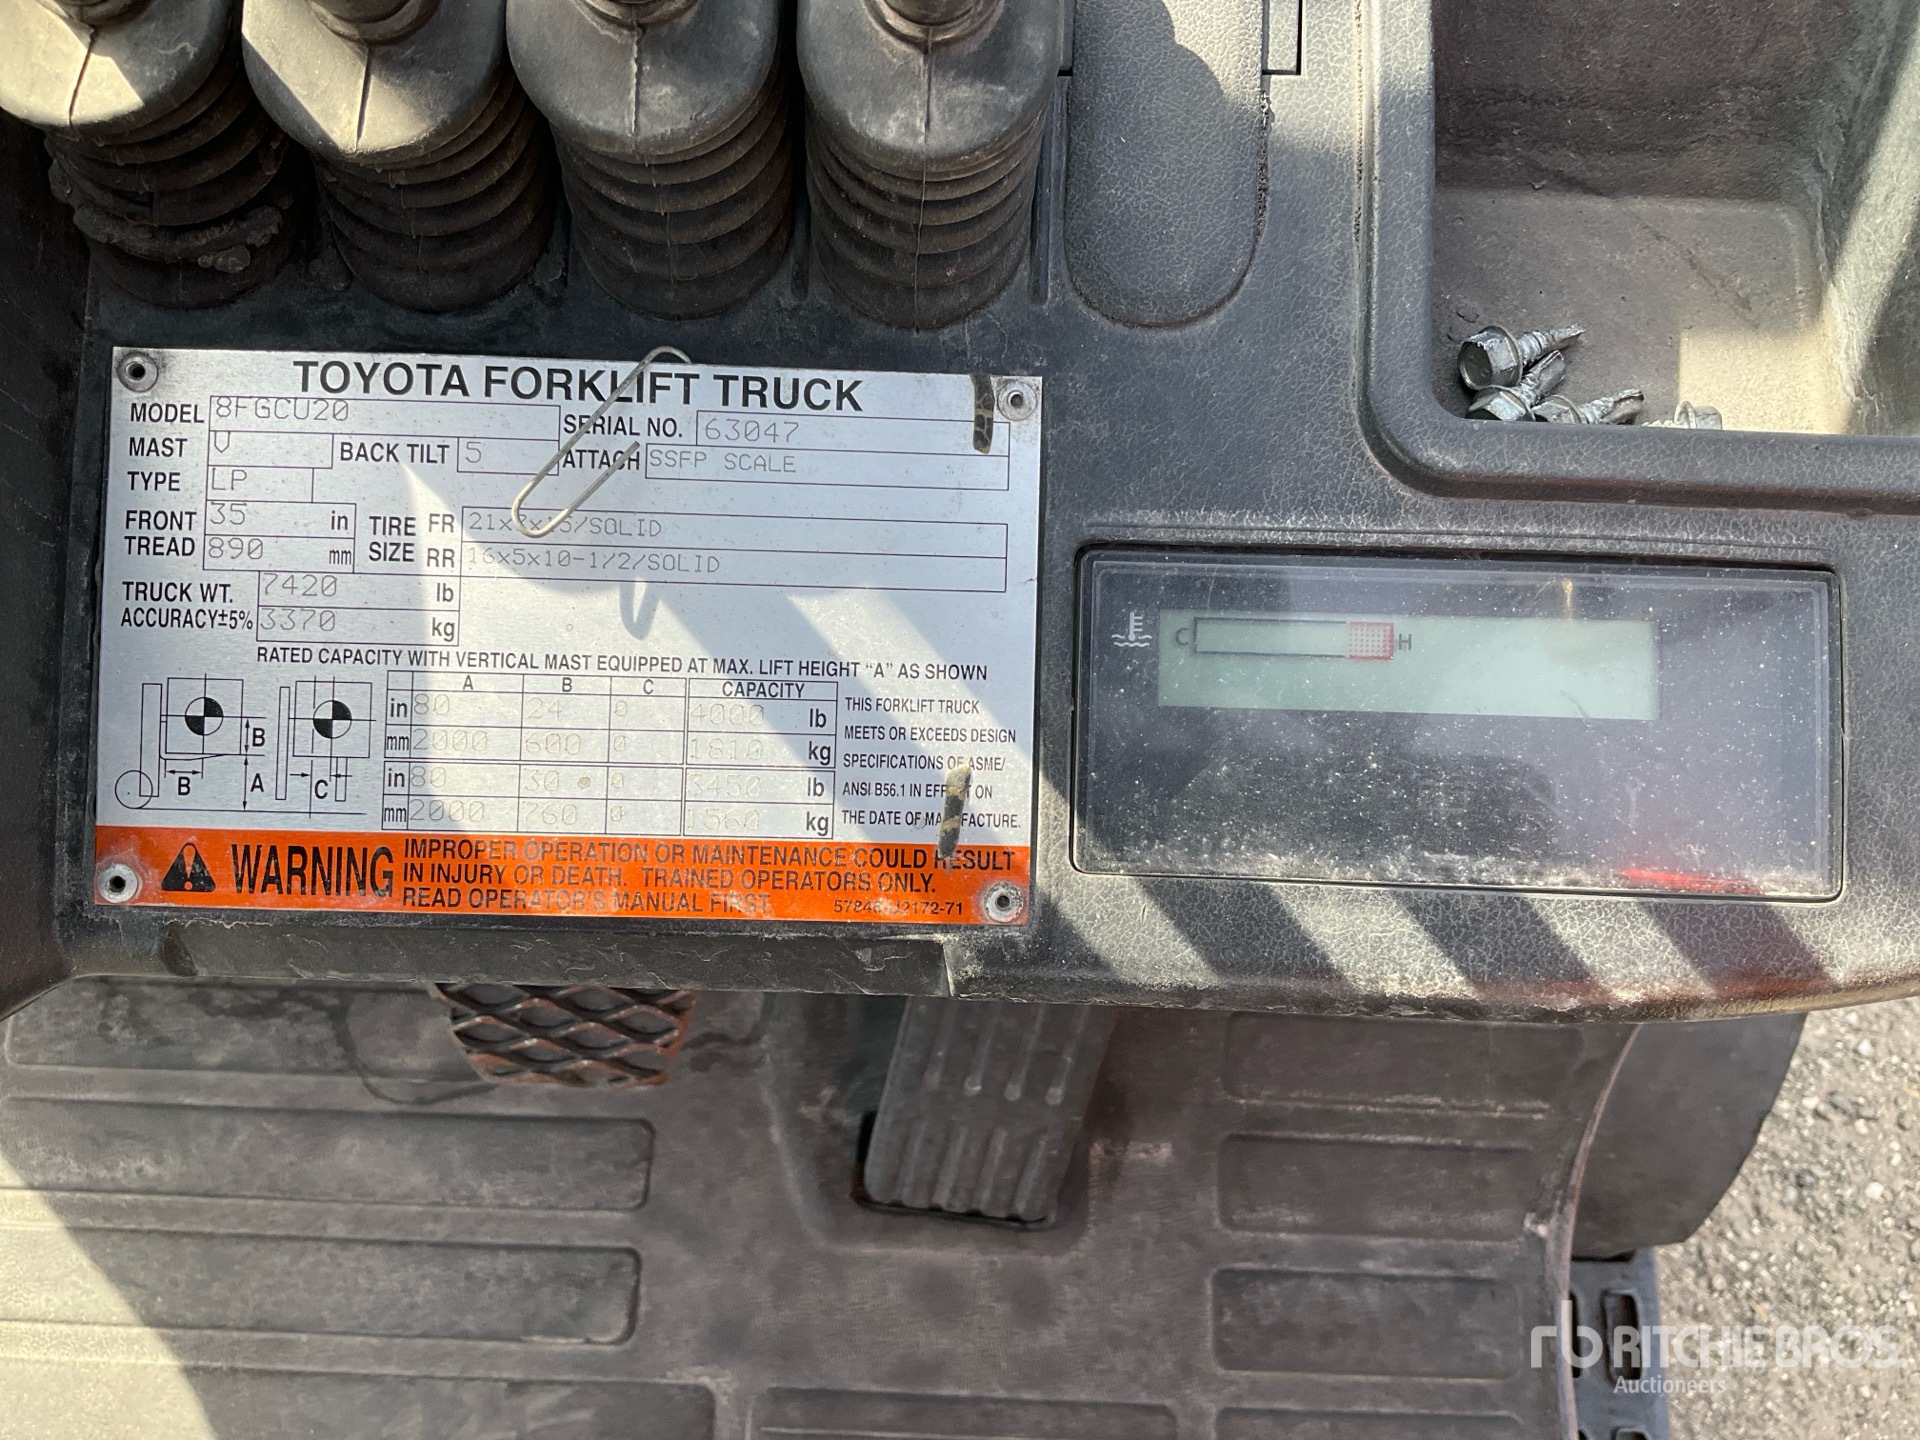 TOYOTA FORKLIFT TRUCK
MODEL 8FGCU20 SERIAL NO. 63047
MAST V BACK TILT 5 ATTACH SSFP SCALE
TYPE LP
FRONT TREAD 35 in 890 mm
TIRE SIZE FR /SOLID
RR 16x5x10-1/2/SOLID
TRUCK WT. 7420 lb
ACCURACY±5% 3370 kg
RATED CAPACITY WITH VERTICAL MAST EQUIPPED AT MAX. LIFT HEIGHT "A" AS SHOWN
A B C CAPACITY
in 80 24 0 4000 lb
mm 2000 600 0 1810 kg
in 80 30 0 3450 lb
mm 2000 760 0 1560 kg
B
B A C
THIS FORKLIFT TRUCK
MEETS OR EXCEEDS DESIGN
SPECIFICATIONS OF ASME/
ANSI B56.1 IN EFFECT ON
THE DATE OF MANUFACTURE.
WARNING
IMPROPER OPERATION OR MAINTENANCE COULD RESULT
IN INJURY OR DEATH. TRAINED OPERATORS ONLY.
READ OPERATOR'S MANUAL FIRST.
C H
rb RITCHIE BROS.
Auctioneers